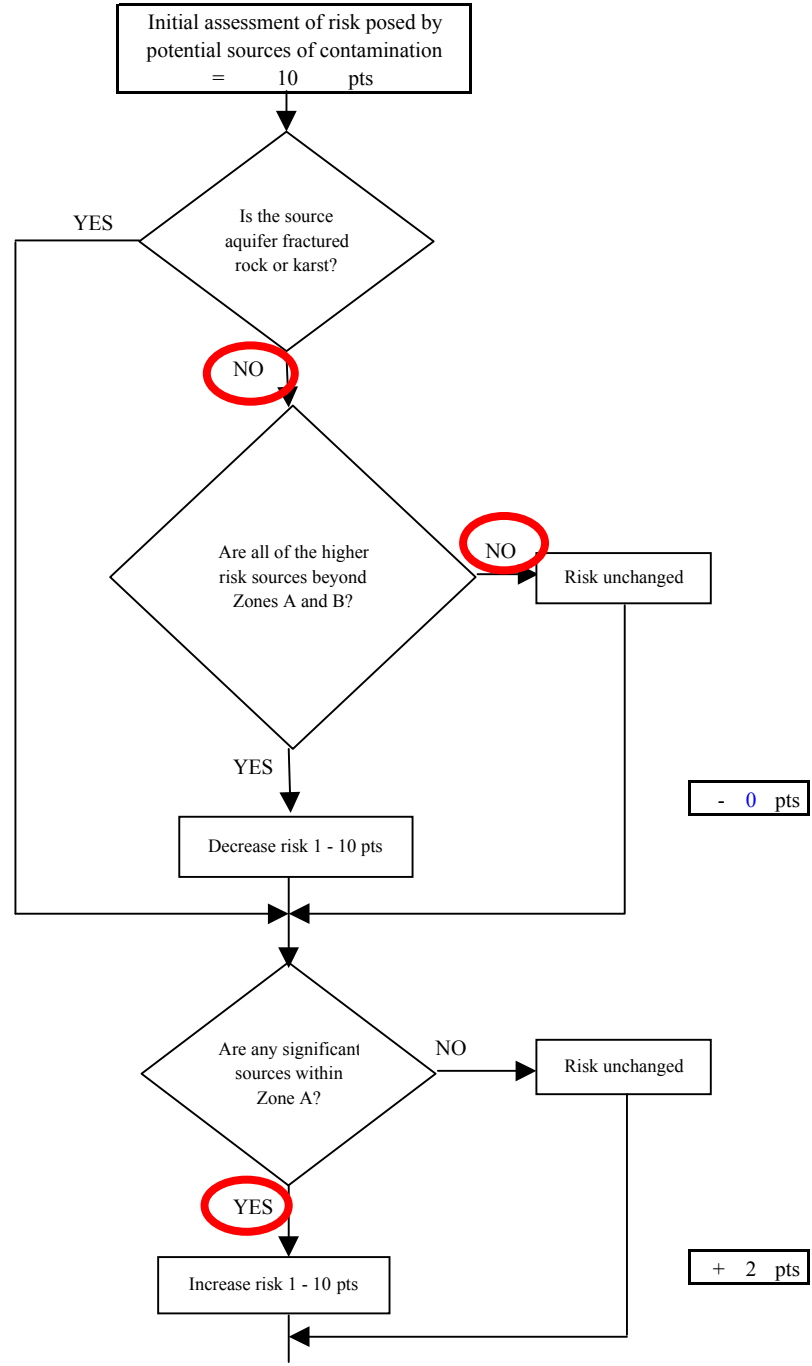 Initial assessment of risk posed by
potential sources of contamination
= 10 pts
YES
Is the source
aquifer fractured
rock or karst?
NO
Are all of the higher
risk sources beyond
Zones A and B?
NO
Risk unchanged
YES
- 0 pts
Decrease risk 1 - 10 pts
Are any significant
sources within
Zone A?
NO
Risk unchanged
YES
Increase risk 1 - 10 pts
+ 2 pts